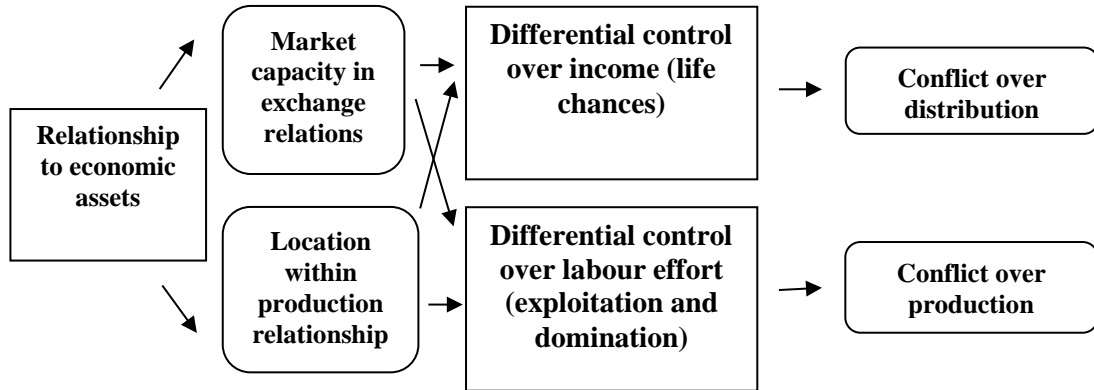 Relationship
to economic
assets
Market
capacity in
exchange
relations
Location
within
production
relationship
Differential control
over income (life
chances)
Differential control
over labour effort
(exploitation and
domination)
Conflict over
distribution
Conflict over
production